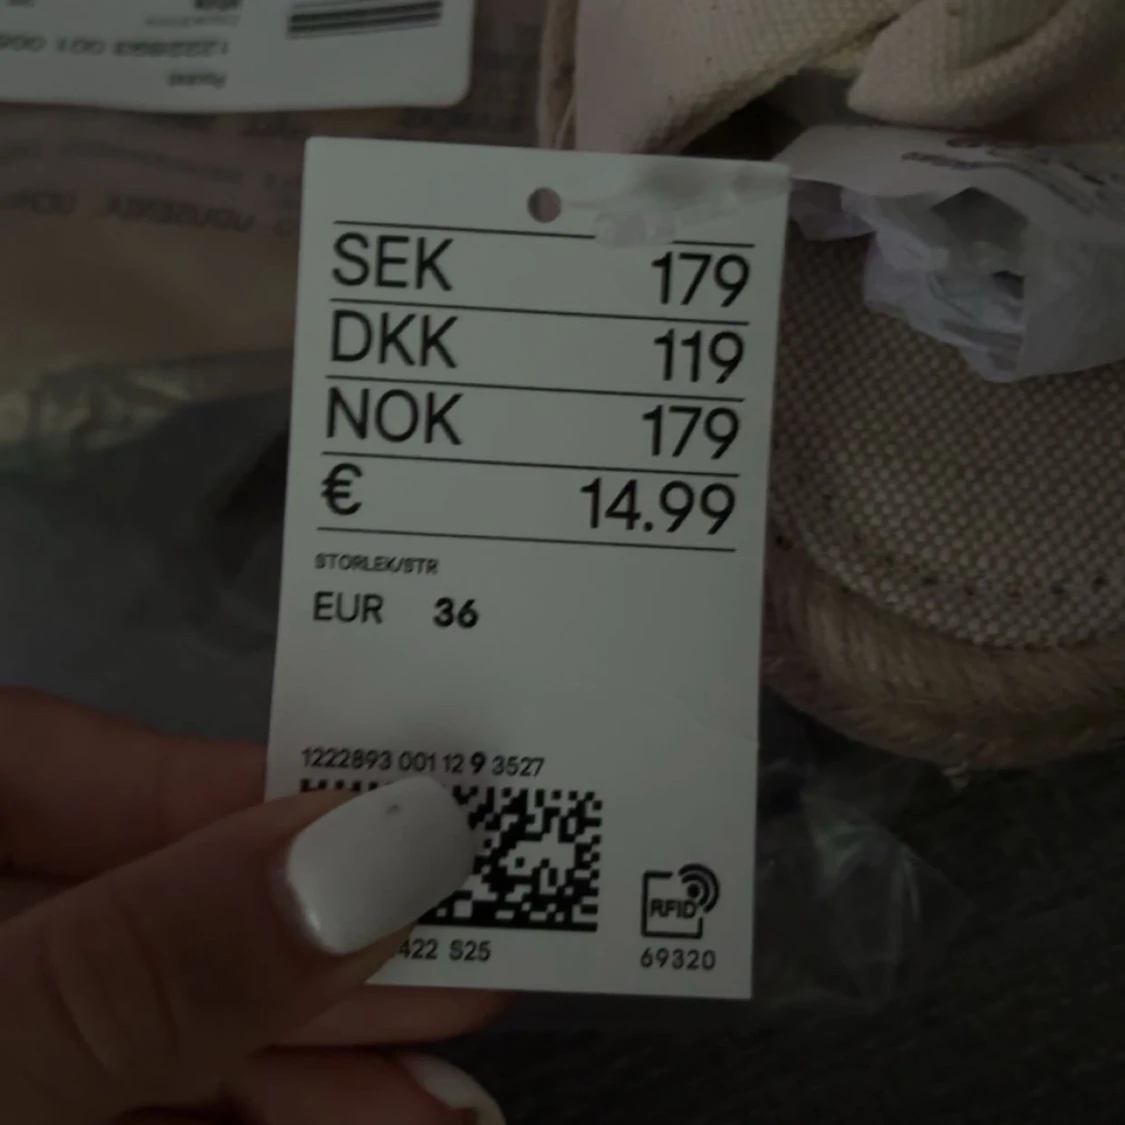 SEK 179
DKK 119
NOK 179
€ 14.99
STORLEK/STR
EUR 36
1222893 001 12 9 3527
422 S25
RFID
69320